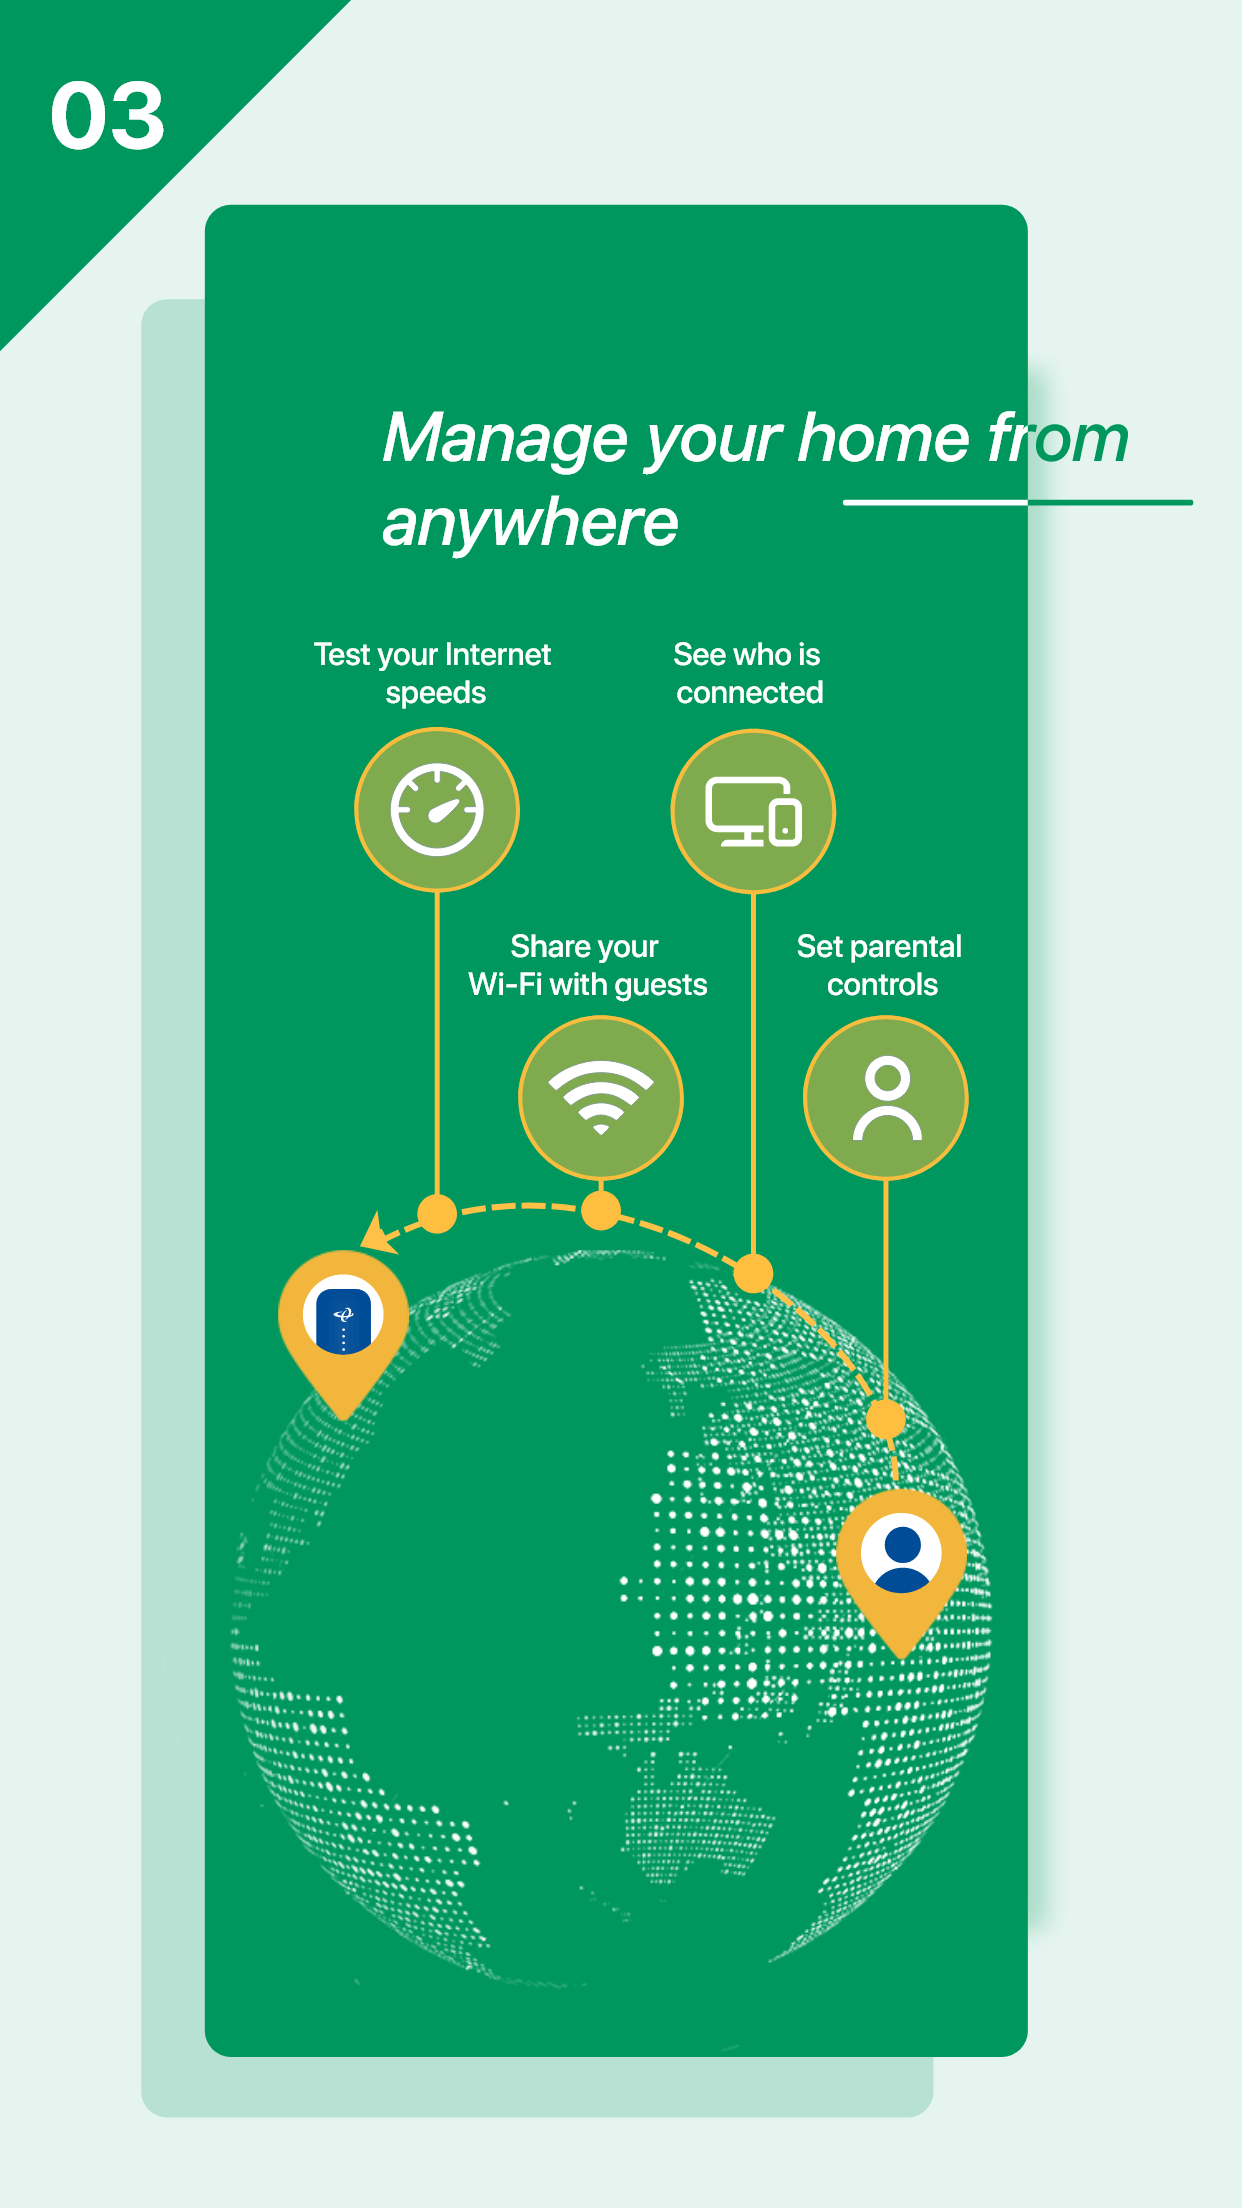 03
Manage your home from
anywhere
Test your Internet
speeds
See who is
connected
Share your
Wi-Fi with guests
Set parental
controls